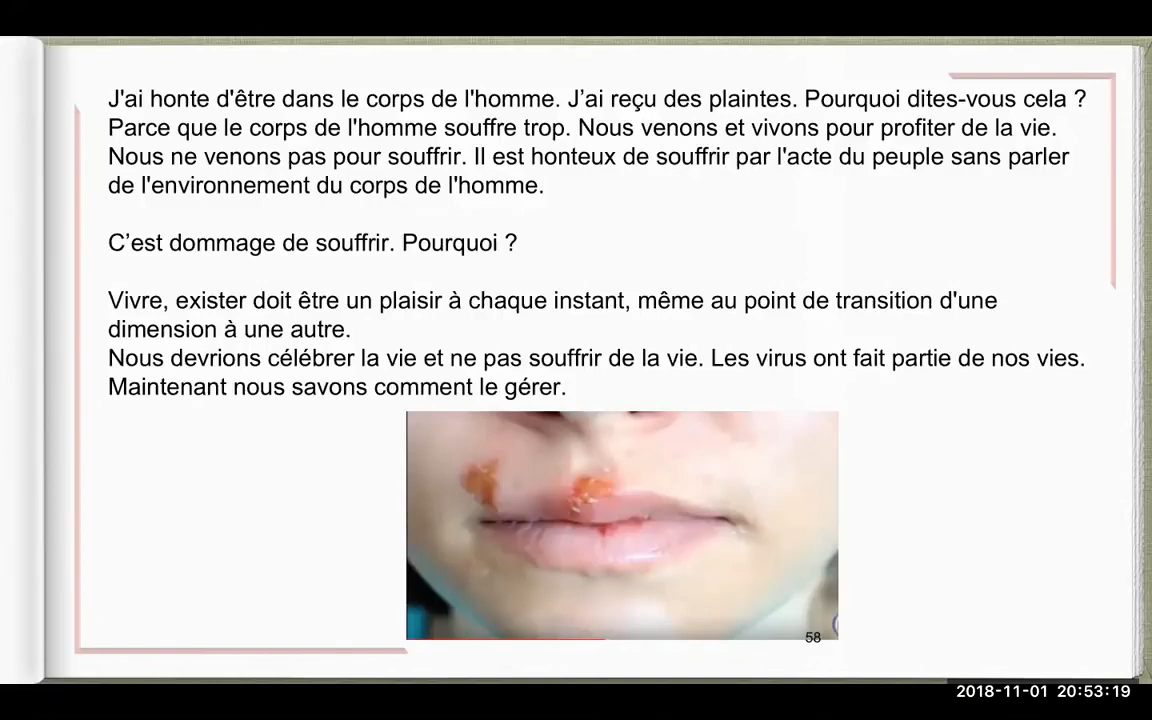 J'ai honte d'être dans le corps de l'homme. J’ai reçu des plaintes. Pourquoi dites-vous cela ?
Parce que le corps de l'homme souffre trop. Nous venons et vivons pour profiter de la vie.
Nous ne venons pas pour souffrir. Il est honteux de souffrir par l'acte du peuple sans parler
de l'environnement du corps de l'homme.
C’est dommage de souffrir. Pourquoi ?
Vivre, exister doit être un plaisir à chaque instant, même au point de transition d'une
dimension à une autre.
Nous devrions célébrer la vie et ne pas souffrir de la vie. Les virus ont fait partie de nos vies.
Maintenant nous savons comment le gérer.
58
2018-11-01 20:53:19